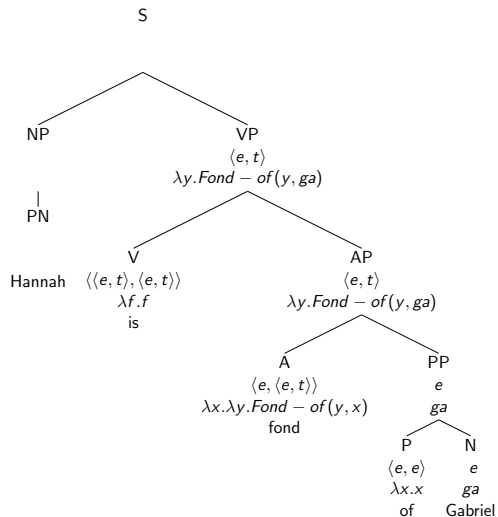 S
NP VP
⟨e, t⟩
λy.Fond − of(y, ga)
PN V AP
Hannah ⟨⟨e, t⟩, ⟨e, t⟩⟩ ⟨e, t⟩
λf.f λy.Fond − of(y, ga)
is
A PP
⟨e, ⟨e, t⟩⟩ e
λx.λy.Fond − of(y, x) ga
fond
P N
⟨e, e⟩ e
λx.x ga
of Gabriel